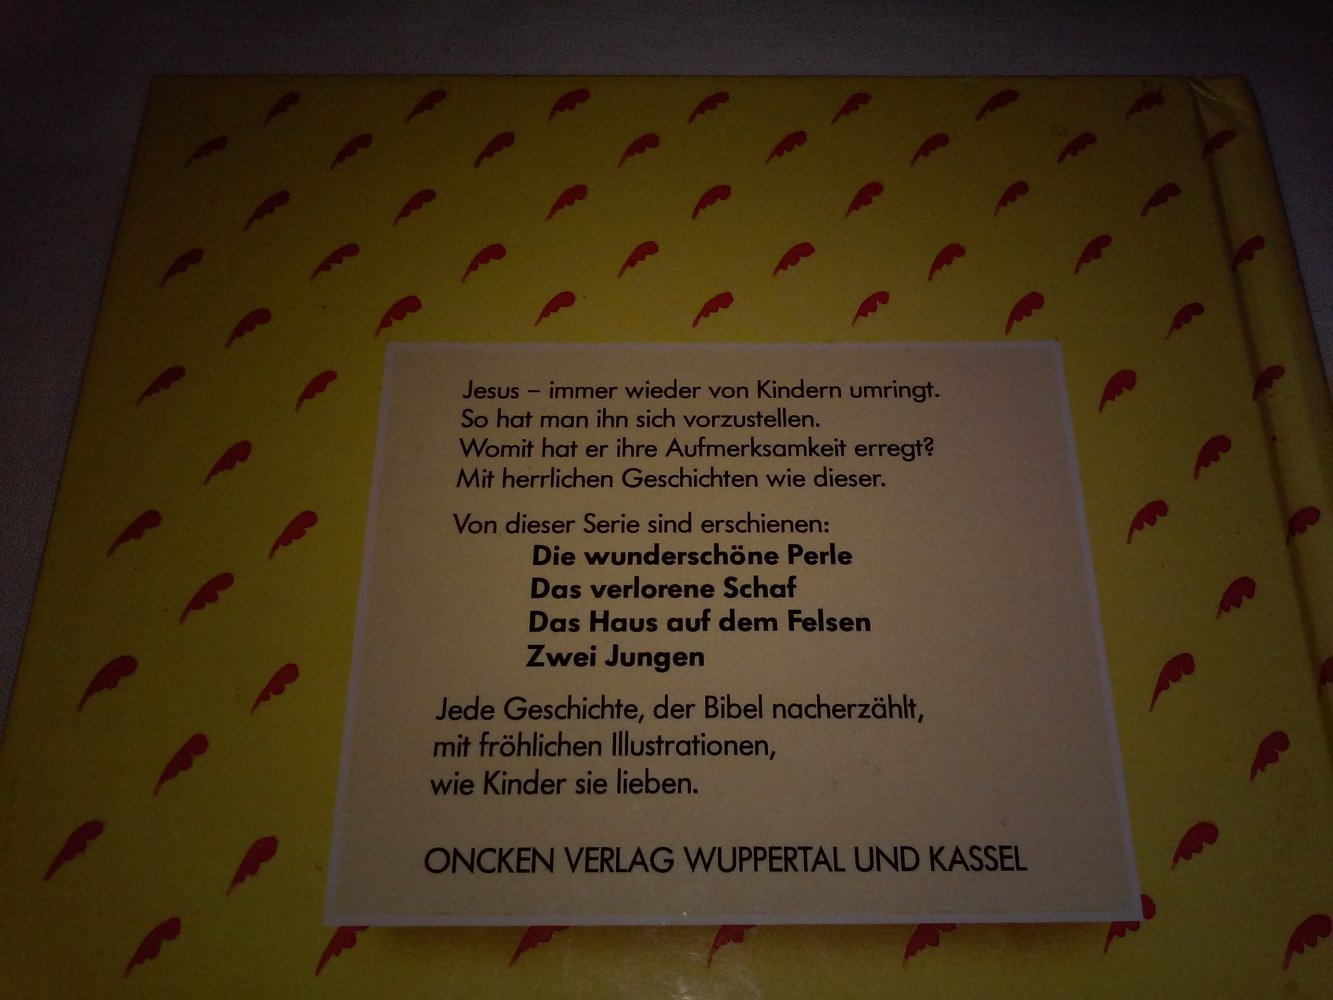 Jesus – immer wieder von Kindern umringt.
So hat man ihn sich vorzustellen.
Womit hat er ihre Aufmerksamkeit erregt?
Mit herrlichen Geschichten wie dieser.
Von dieser Serie sind erschienen:
Die wunderschöne Perle
Das verlorene Schaf
Das Haus auf dem Felsen
Zwei Jungen
Jede Geschichte, der Bibel nacherzählt,
mit fröhlichen Illustrationen,
wie Kinder sie lieben.
ONCKEN VERLAG WUPPERTAL UND KASSEL